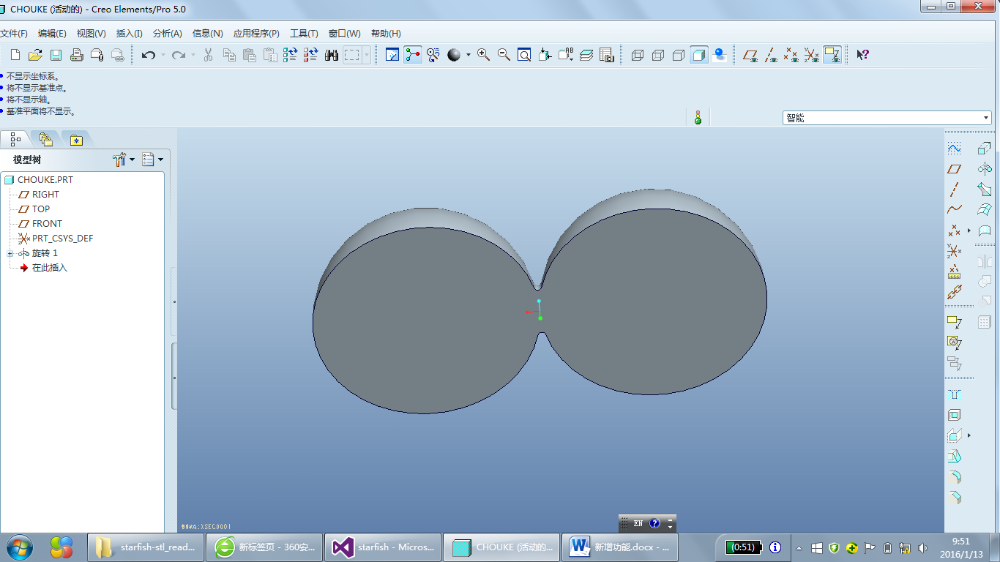 CHOUKE (活动的) - Creo Elements/Pro 5.0
文件(F) 编辑(E) 视图(V) 插入(I) 分析(A) 信息(N) 应用程序(P) 工具(T) 窗口(W) 帮助(H)
不显示坐标系。
将不显示基准点。
将不显示轴。
基准平面将不显示。
智能
模型树
CHOUKE.PRT
RIGHT
TOP
FRONT
PRT_CSYS_DEF
旋转 1
在此插入
XSEC0001
EN
starfish-stl_read...
新标签页 - 360安...
starfish - Micros...
CHOUKE (活动的...
新增功能.docx - ...
(0:51)
9:51
2016/1/13